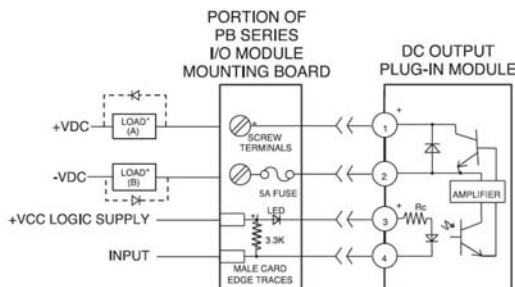 PORTION OF
PB SERIES
I/O MODULE
MOUNTING BOARD
DC OUTPUT
PLUG-IN MODULE
+VDC
LOAD*
(A)
+
SCREW
TERMINALS
+
1
-VDC
LOAD*
(B)
5A FUSE
2
AMPLIFIER
+VCC LOGIC SUPPLY
LED
+
3
Rc
3.3K
INPUT
4
MALE CARD
EDGE TRACES